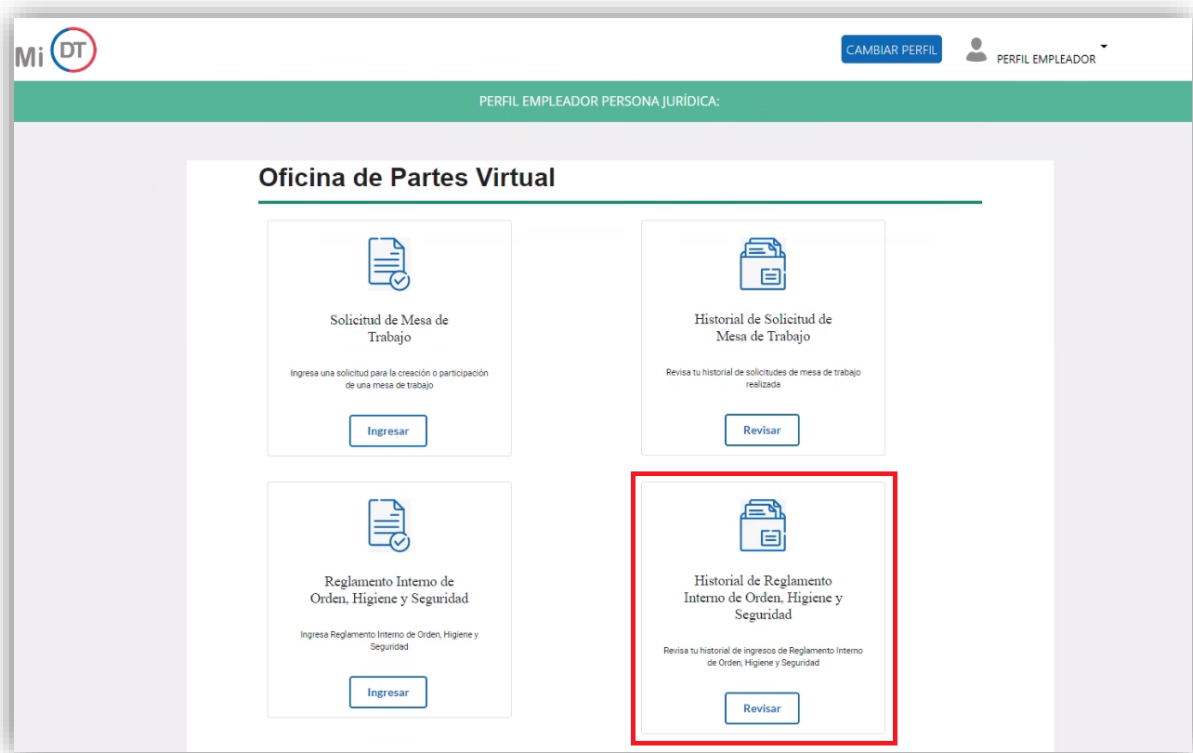 Mi DT
CAMBIAR PERFIL
PERFIL EMPLEADOR
PERFIL EMPLEADOR PERSONA JURÍDICA:
Oficina de Partes Virtual
Solicitud de Mesa de
Trabajo
Ingresa una solicitud para la creación o participación
de una mesa de trabajo
Ingresar
Historial de Solicitud de
Mesa de Trabajo
Revisa tu historial de solicitudes de mesa de trabajo
realizada
Revisar
Reglamento Interno de
Orden, Higiene y Seguridad
Ingresa Reglamento Interno de Orden, Higiene y
Seguridad
Ingresar
Historial de Reglamento
Interno de Orden, Higiene y
Seguridad
Revisa tu historial de ingresos de Reglamento Interno
de Orden, Higiene y Seguridad
Revisar